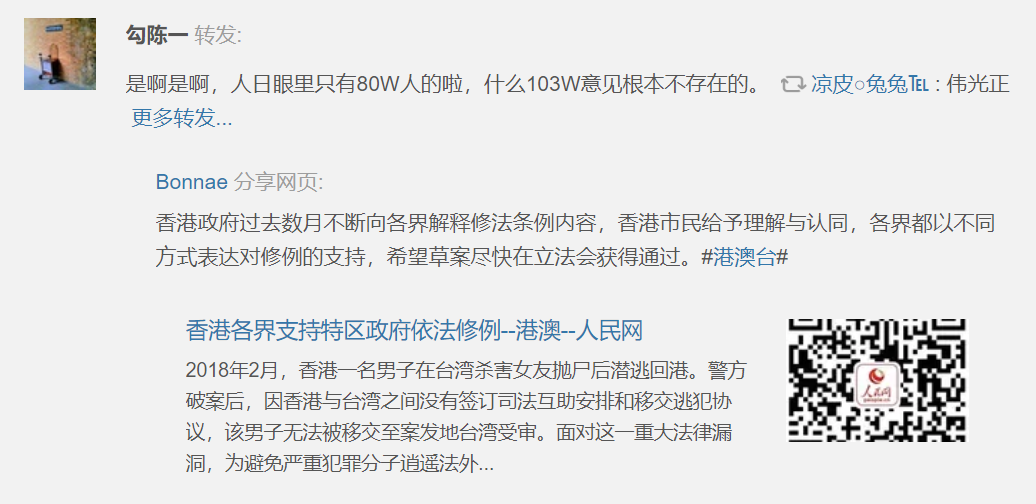 勾陈一 转发:
是啊是啊，人日眼里只有80W人的啦，什么103W意见根本不存在的。 凉皮○兔兔℡ : 伟光正
更多转发...
Bonnae 分享网页:
香港政府过去数月不断向各界解释修法条例内容，香港市民给予理解与认同，各界都以不同
方式表达对修例的支持，希望草案尽快在立法会获得通过。#港澳台#
香港各界支持特区政府依法修例--港澳--人民网
2018年2月，香港一名男子在台湾杀害女友抛尸后潜逃回港。警方
破案后，因香港与台湾之间没有签订司法互助安排和移交逃犯协
议，该男子无法被移交至案发地台湾受审。面对这一重大法律漏
洞，为避免严重犯罪分子逍遥法外...
人民网